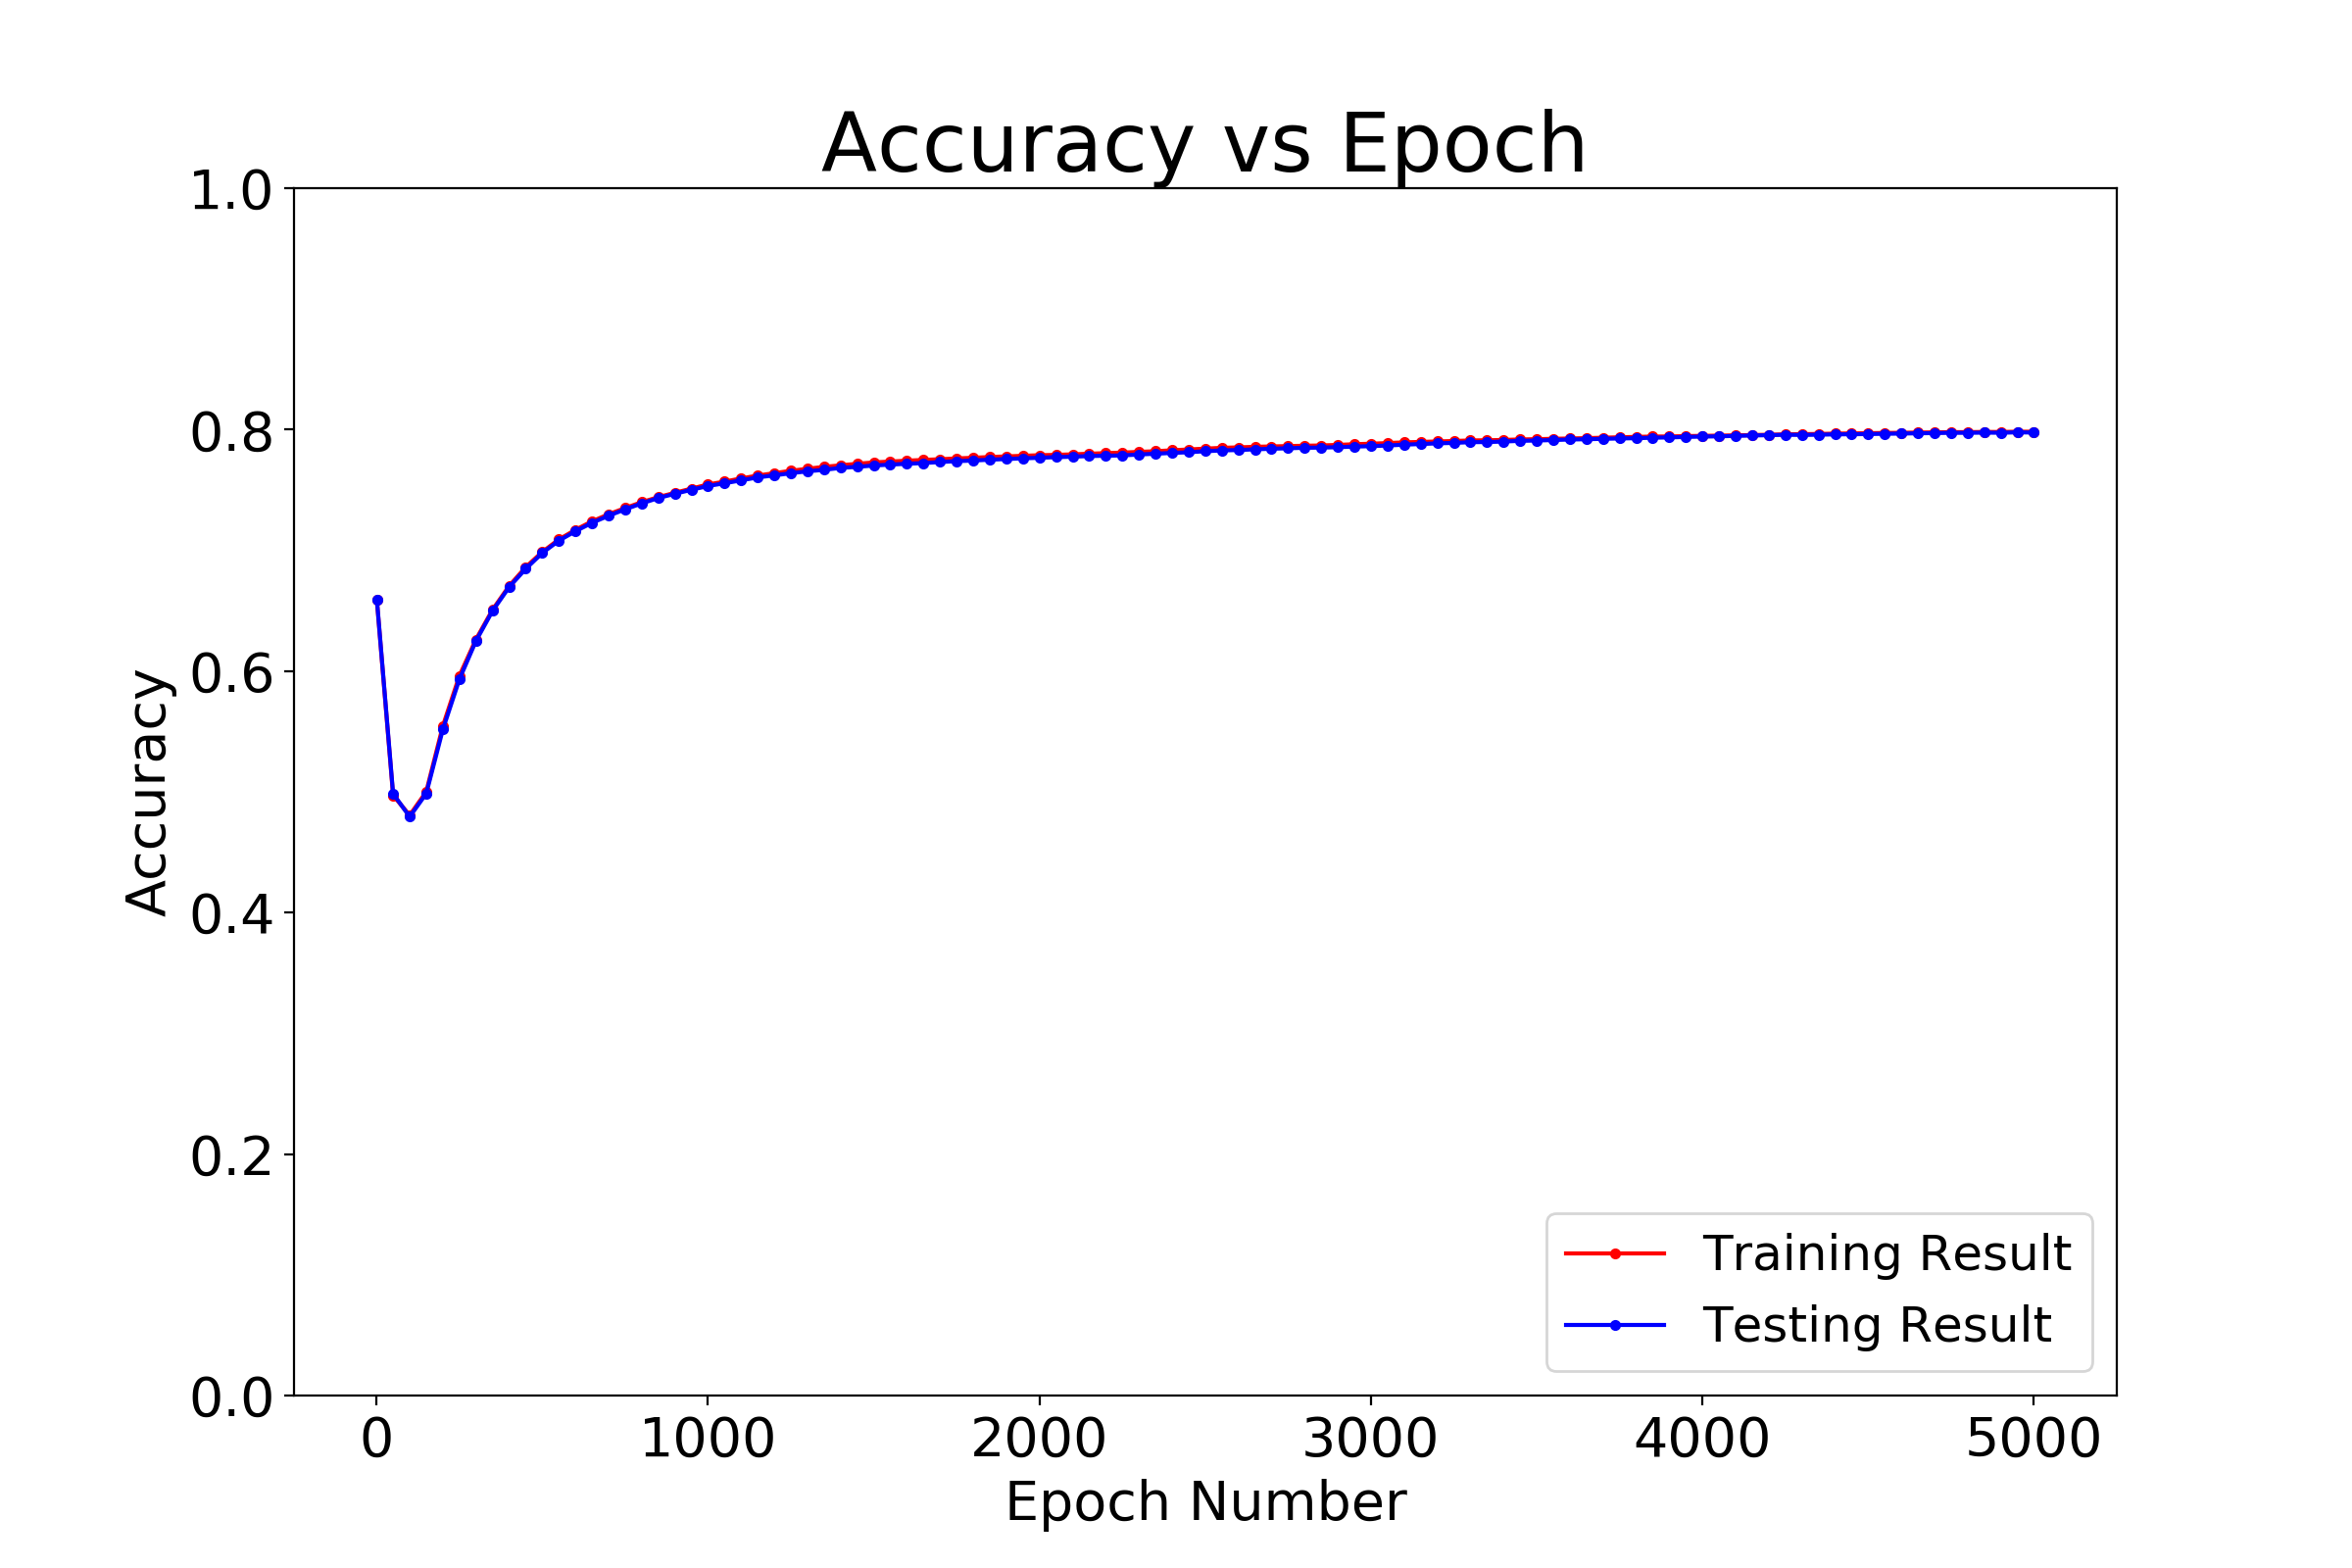 Accuracy vs Epoch
1.0
0.8
0.6
0.4
0.2
0.0
Accuracy
0 1000 2000 3000 4000 5000
Epoch Number
Training Result
Testing Result